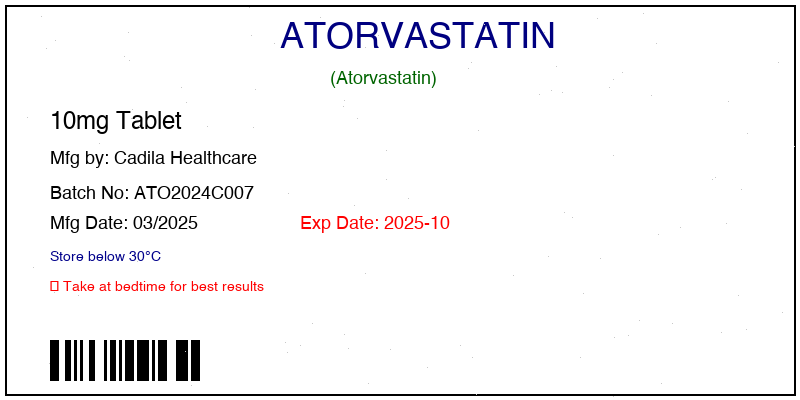 ATORVASTATIN
(Atorvastatin)
10mg Tablet
Mfg by: Cadila Healthcare
Batch No: ATO2024C007
Mfg Date: 03/2025 Exp Date: 2025-10
Store below 30°C
Take at bedtime for best results